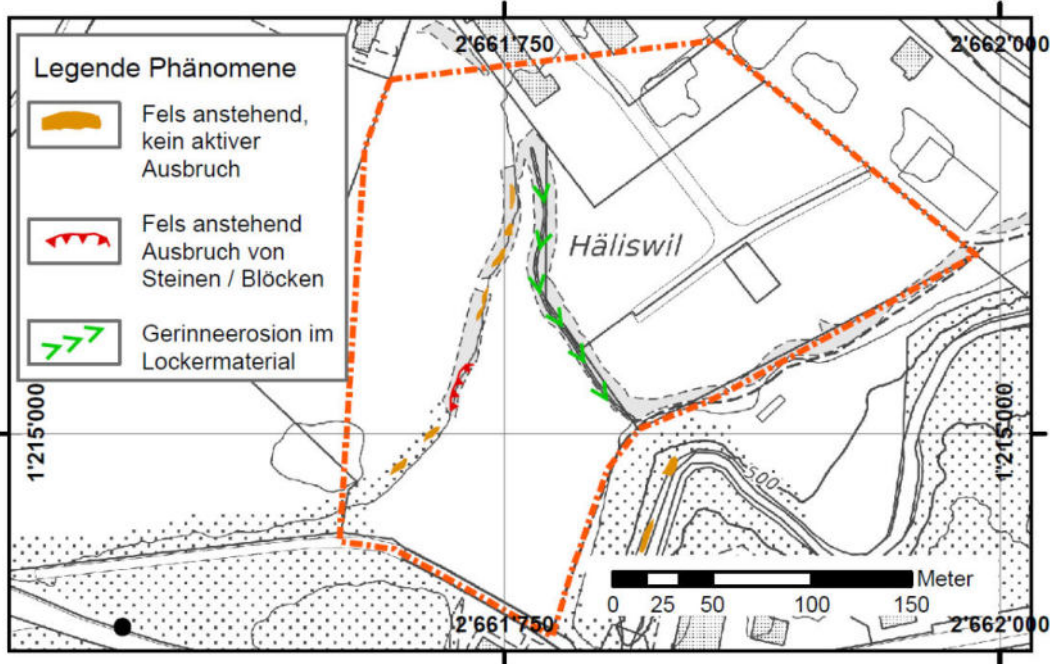 2'661'750
2'662'000
Legende Phänomene
Fels anstehend,
kein aktiver
Ausbruch
Fels anstehend
Ausbruch von
Steinen / Blöcken
Gerinneerosion im
Lockermaterial
Häliswil
1'215'000
1'215'000
500
Meter
0 25 50 100 150
2'661'750
2'662'000